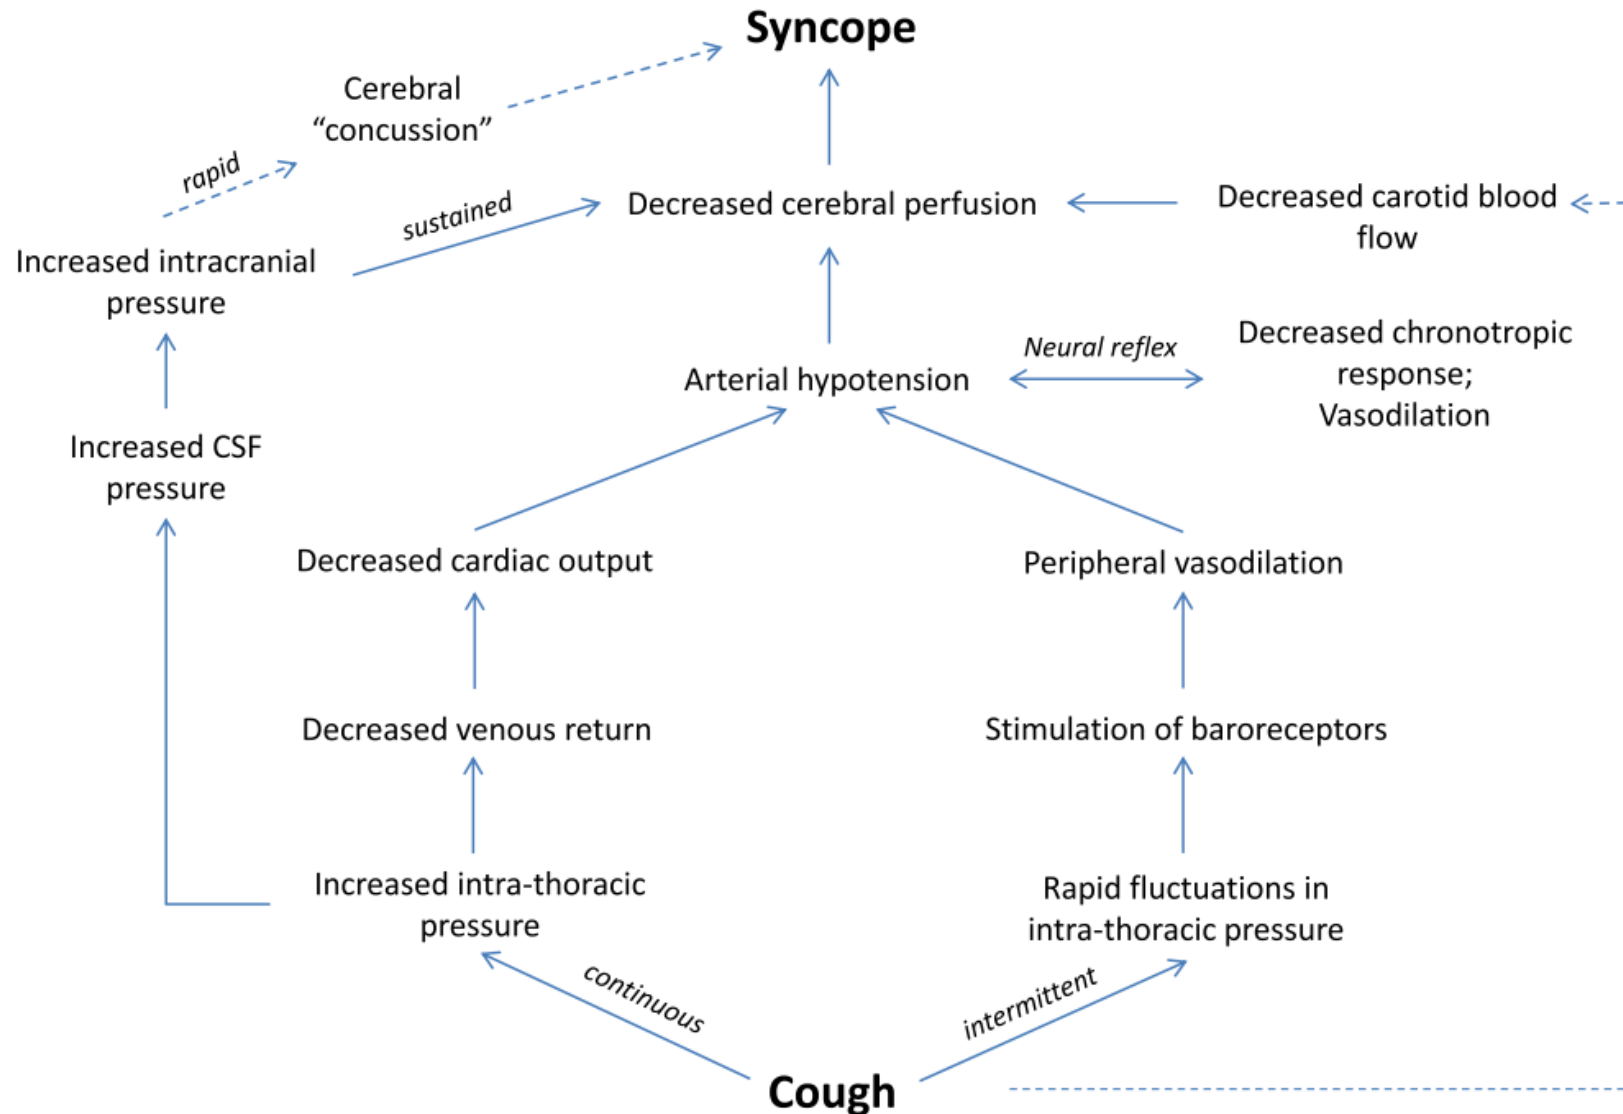 Syncope
Cerebral
“concussion”
rapid
sustained
Decreased cerebral perfusion
Decreased carotid blood
flow
Increased intracranial
pressure
Arterial hypotension
Neural reflex
Decreased chronotropic
response;
Vasodilation
Increased CSF
pressure
Decreased cardiac output
Peripheral vasodilation
Decreased venous return
Stimulation of baroreceptors
Increased intra-thoracic
pressure
Rapid fluctuations in
intra-thoracic pressure
continuous
intermittent
Cough